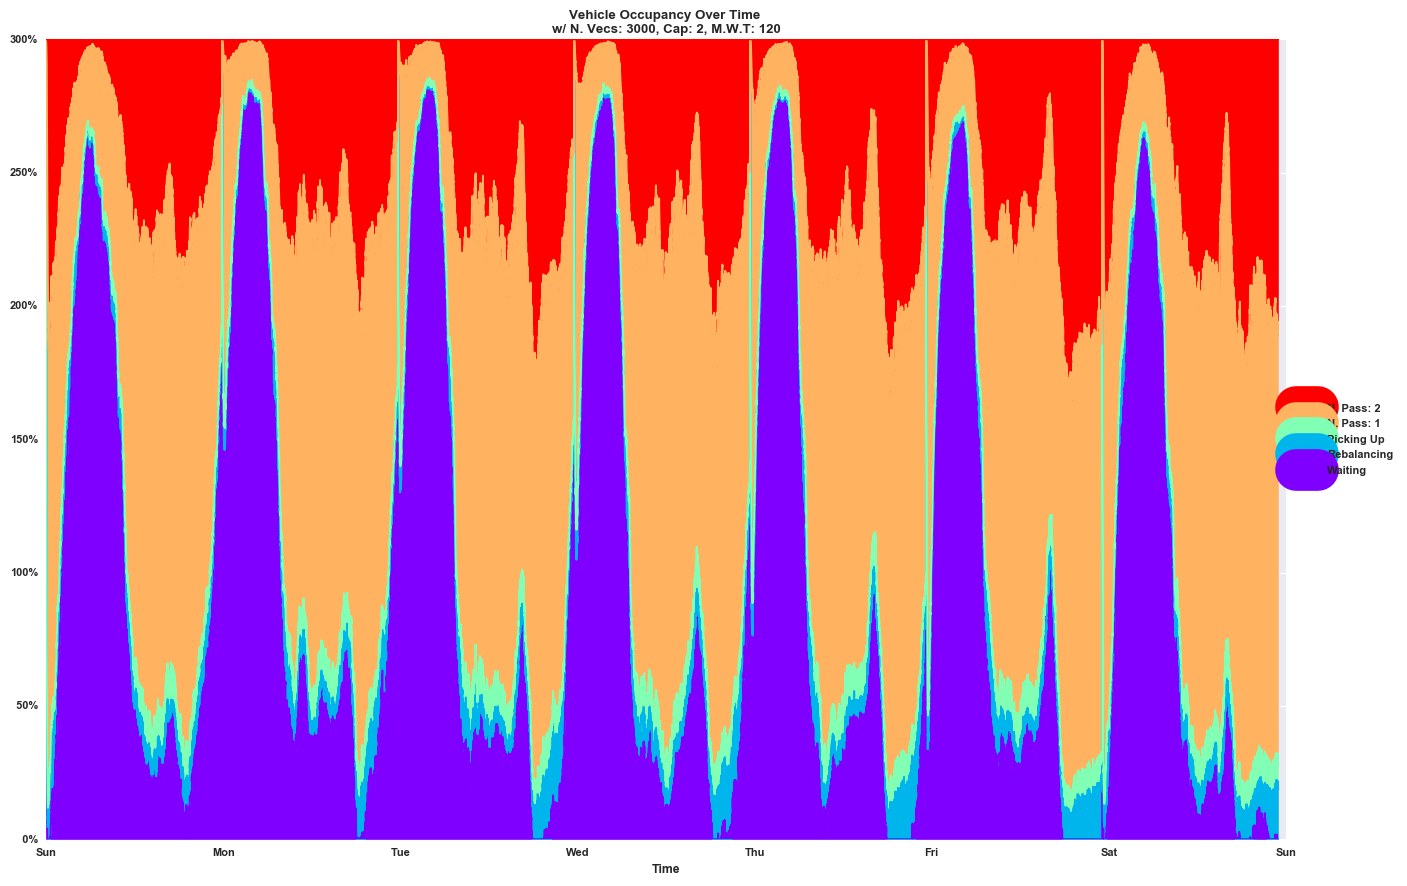 Vehicle Occupancy Over Time
w/ N. Vecs: 3000, Cap: 2, M.W.T: 120
300%
250%
200%
150%
100%
50%
0%
Sun
Mon
Tue
Wed
Thu
Fri
Sat
Sun
Time
Pass: 2
Pass: 1
Picking Up
Rebalancing
Waiting